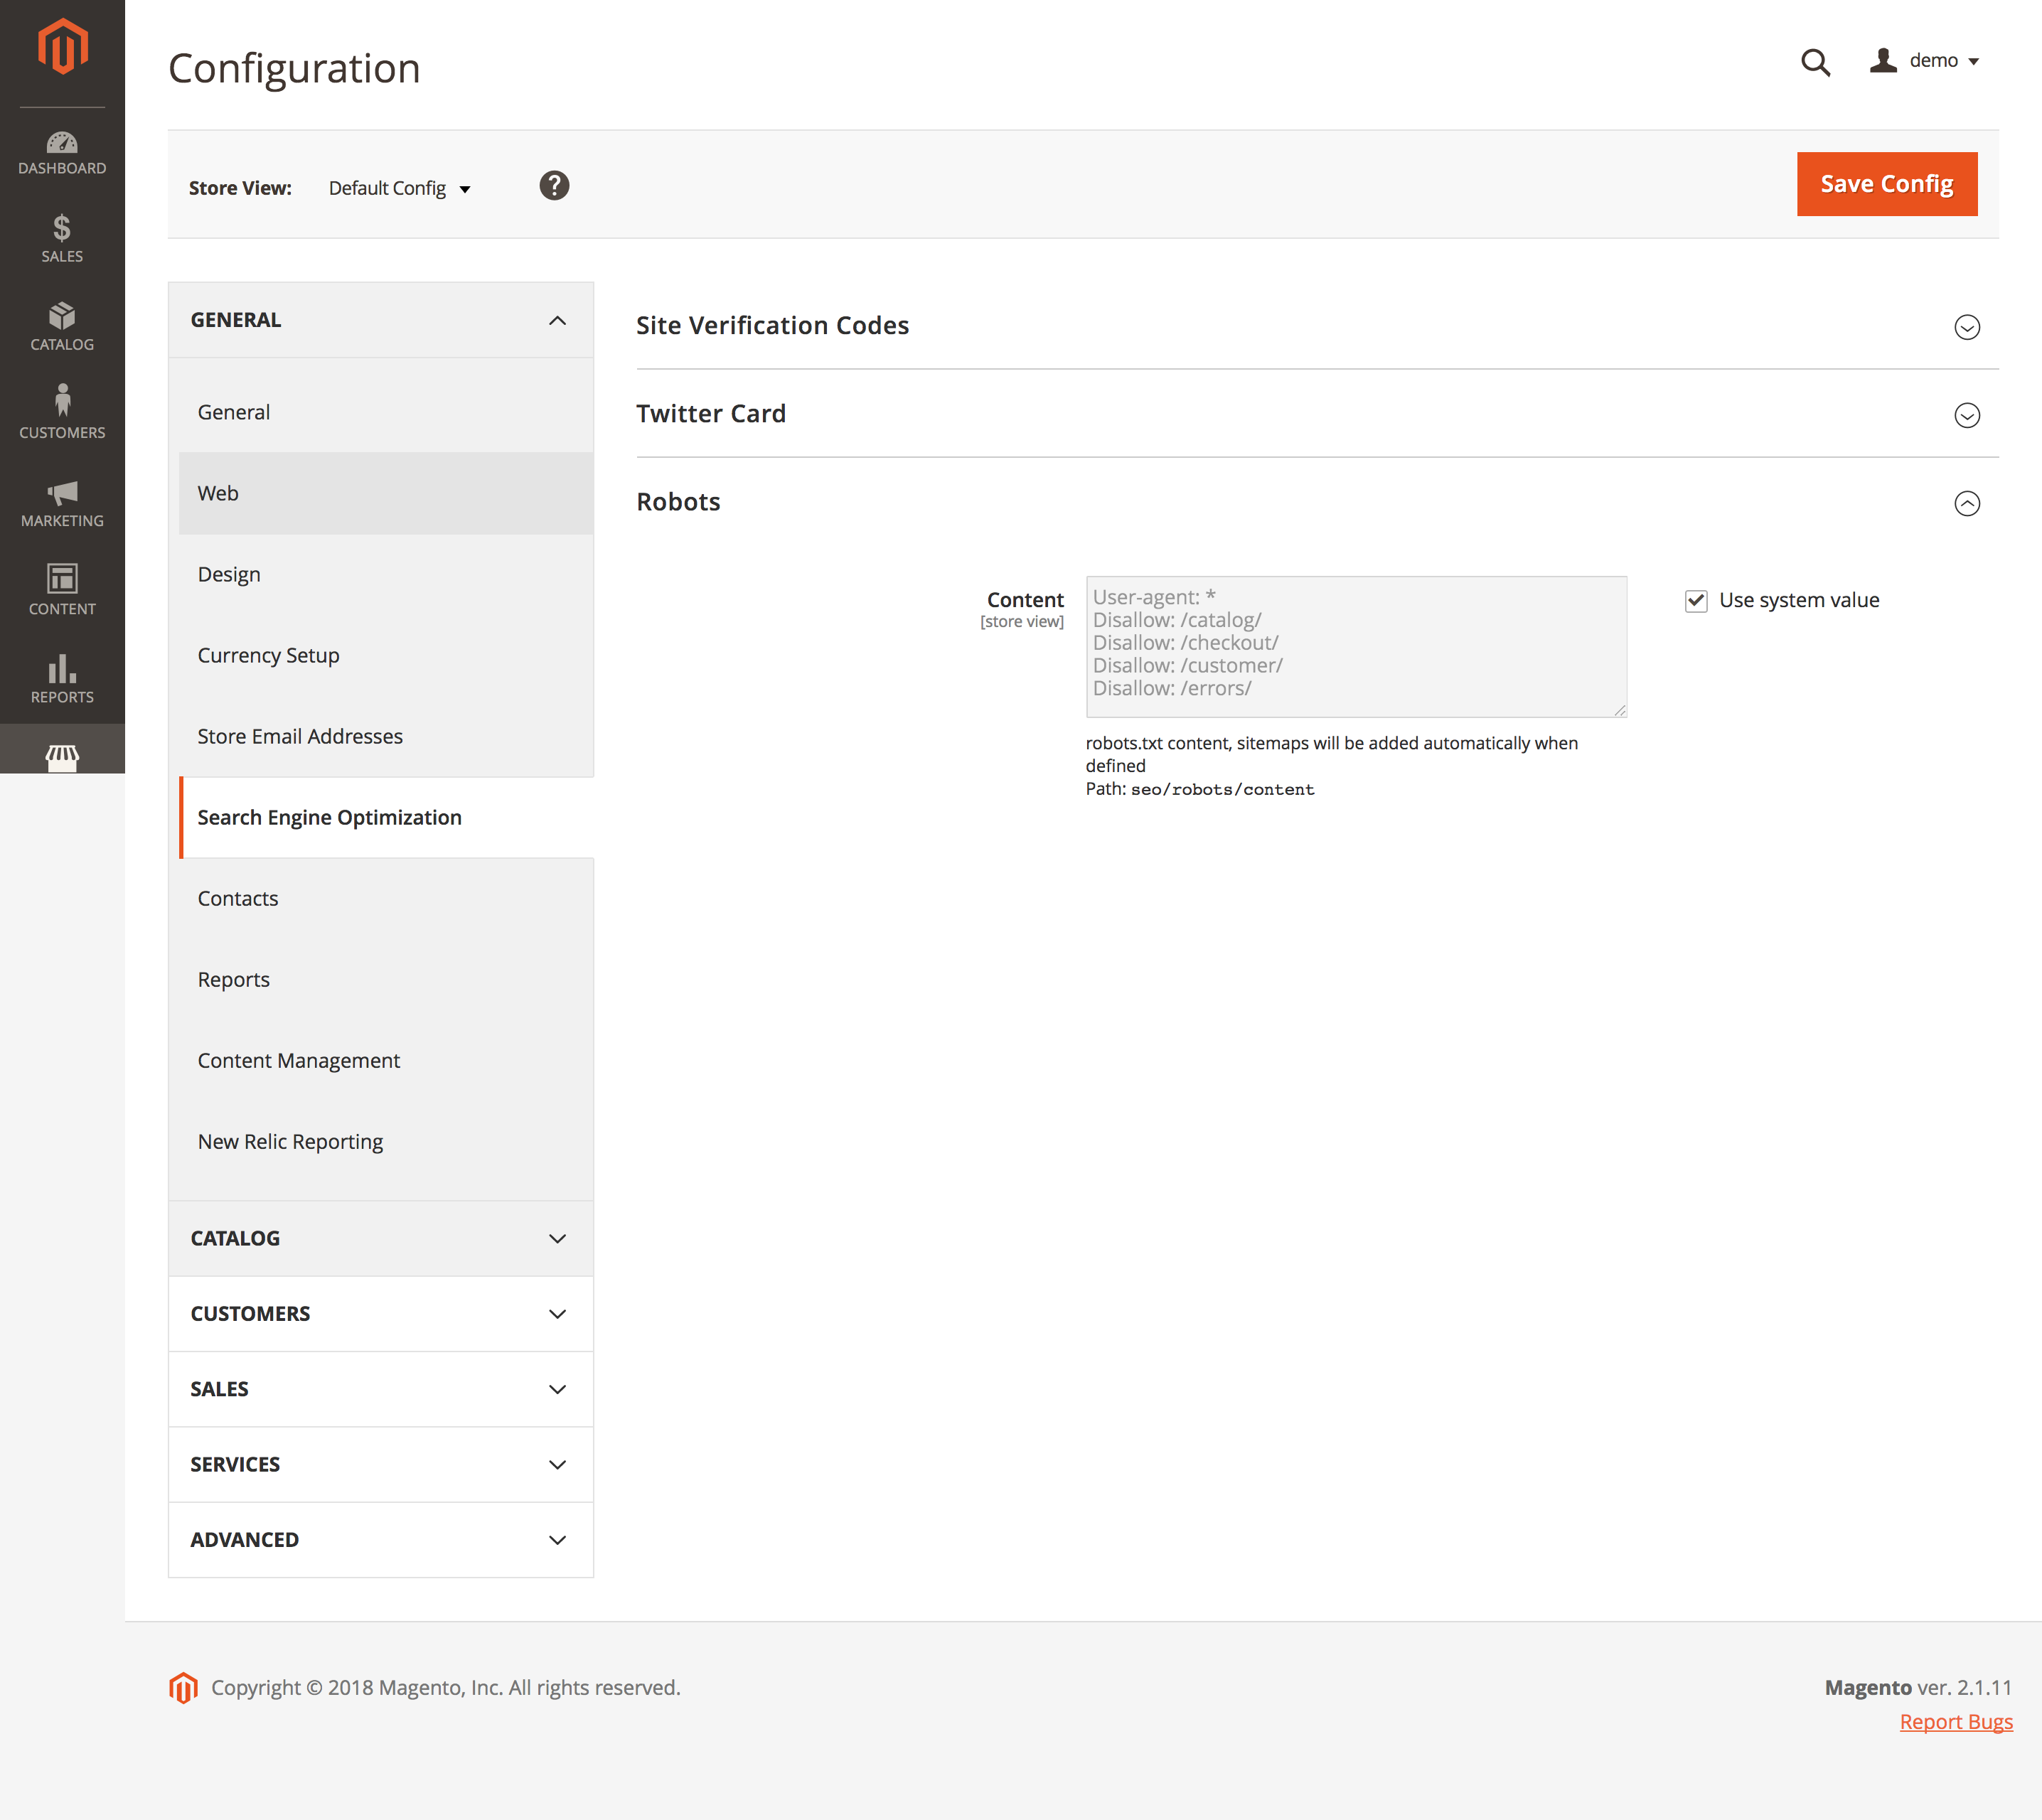 Configuration
demo
DASHBOARD
SALES
CATALOG
CUSTOMERS
MARKETING
CONTENT
REPORTS
Store View: Default Config ?
Save Config
GENERAL
General
Web
Design
Currency Setup
Store Email Addresses
Search Engine Optimization
Contacts
Reports
Content Management
New Relic Reporting
CATALOG
CUSTOMERS
SALES
SERVICES
ADVANCED
Site Verification Codes
Twitter Card
Robots
Content
[store view]
User-agent: *
Disallow: /catalog/
Disallow: /checkout/
Disallow: /customer/
Disallow: /errors/
Use system value
robots.txt content, sitemaps will be added automatically when
defined
Path: seo/robots/content
Copyright © 2018 Magento, Inc. All rights reserved.
Magento ver. 2.1.11
Report Bugs